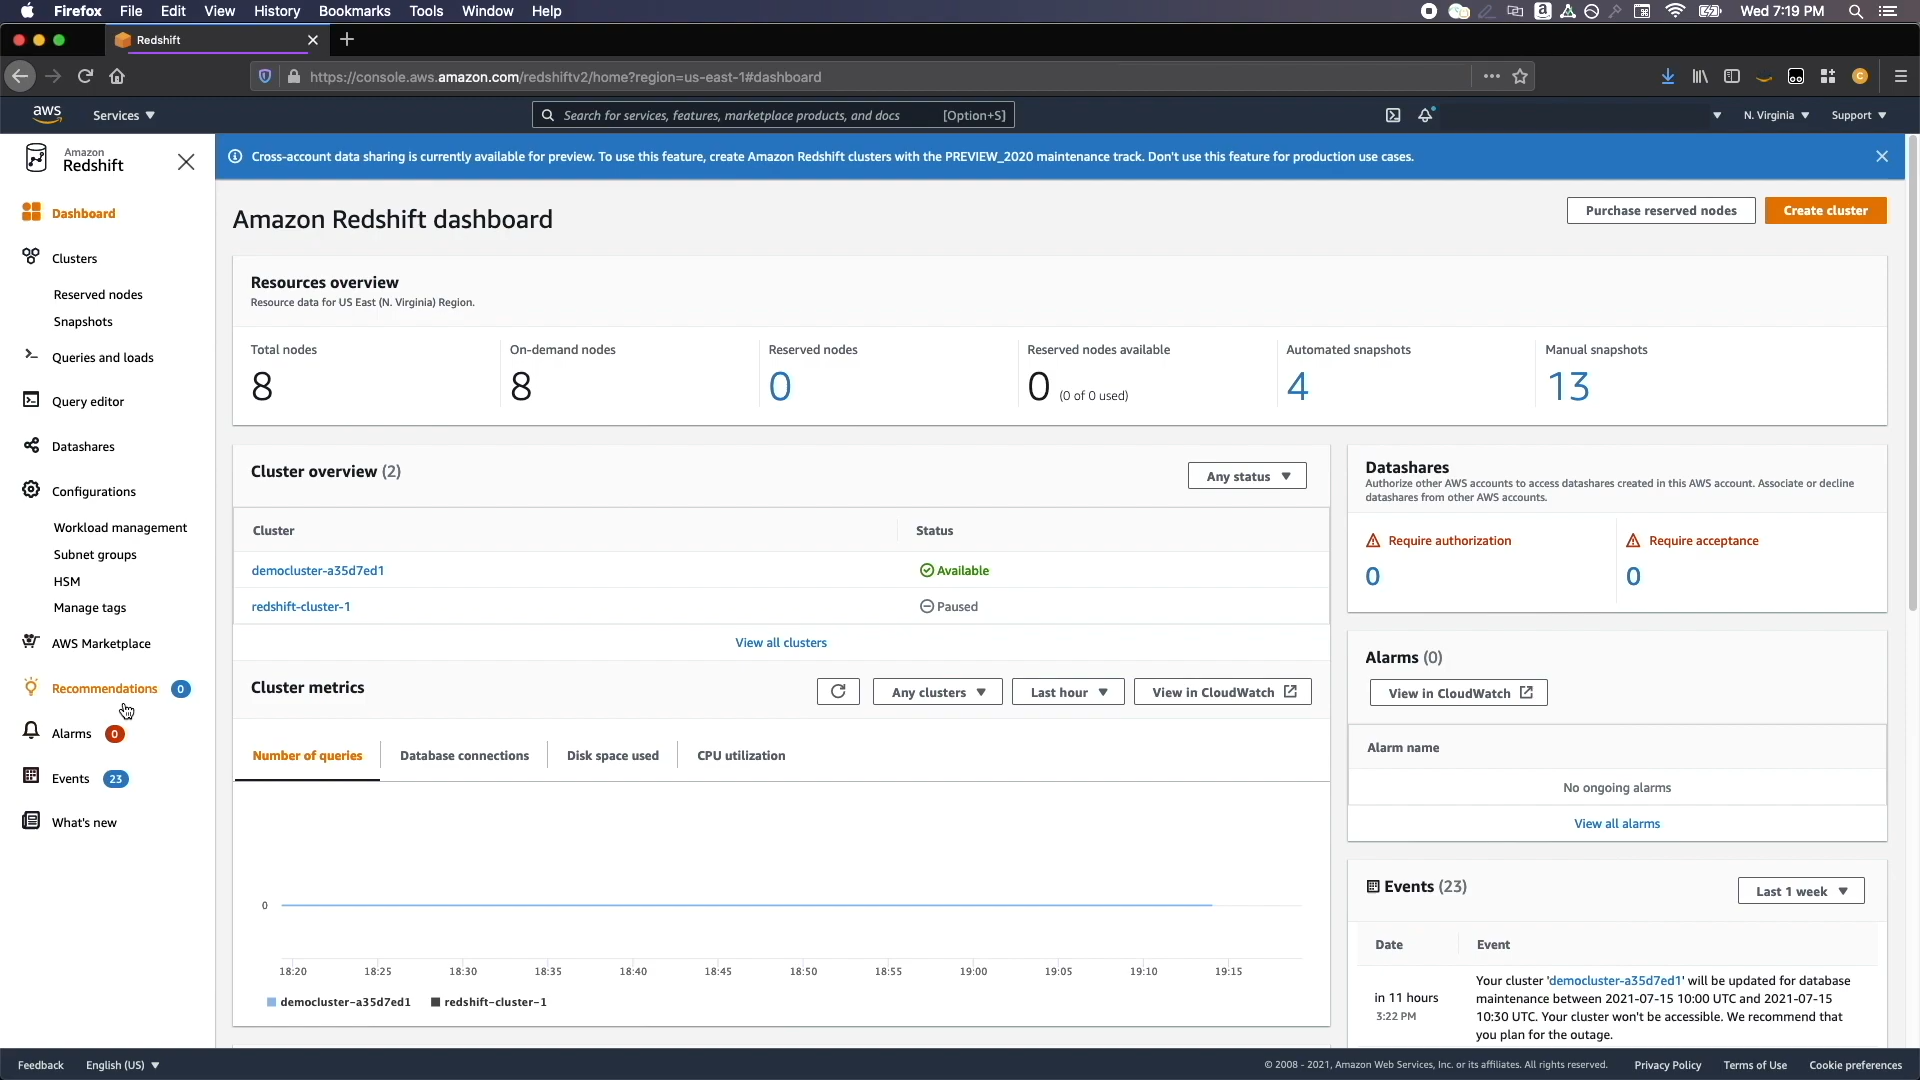 Firefox File Edit View History Bookmarks Tools Window Help
Wed 7:19 PM
Redshift
https://console.aws.amazon.com/redshiftv2/home?region=us-east-1#dashboard
aws Services
Search for services, features, marketplace products, and docs [Option+S]
N. Virginia Support
Amazon
Redshift
Dashboard
Clusters
Reserved nodes
Snapshots
Queries and loads
Query editor
Datashares
Configurations
Workload management
Subnet groups
HSM
Manage tags
AWS Marketplace
Recommendations 0
Alarms 0
Events 23
What's new
Cross-account data sharing is currently available for preview. To use this feature, create Amazon Redshift clusters with the PREVIEW_2020 maintenance track. Don't use this feature for production use cases.
Amazon Redshift dashboard
Purchase reserved nodes
Create cluster
Resources overview
Resource data for US East (N. Virginia) Region.
Total nodes
8
On-demand nodes
8
Reserved nodes
0
Reserved nodes available
0 (0 of 0 used)
Automated snapshots
4
Manual snapshots
13
Cluster overview (2)
Any status
Cluster Status
democluster-a35d7ed1 Available
redshift-cluster-1 Paused
View all clusters
Cluster metrics
Any clusters
Last hour
View in CloudWatch
Number of queries
Database connections
Disk space used
CPU utilization
0
18:20 18:25 18:30 18:35 18:40 18:45 18:50 18:55 19:00 19:05 19:10 19:15
democluster-a35d7ed1 redshift-cluster-1
Datashares
Authorize other AWS accounts to access datashares created in this AWS account. Associate or decline
datashares from other AWS accounts.
Require authorization
0
Require acceptance
0
Alarms (0)
View in CloudWatch
Alarm name
No ongoing alarms
View all alarms
Events (23)
Last 1 week
Date Event
in 11 hours
3:22 PM
Your cluster 'democluster-a35d7ed1' will be updated for database
maintenance between 2021-07-15 10:00 UTC and 2021-07-15
10:30 UTC. Your cluster won't be accessible. We recommend that
you plan for the outage.
Feedback English (US)
© 2008 - 2021, Amazon Web Services, Inc. or its affiliates. All rights reserved. Privacy Policy Terms of Use Cookie preferences